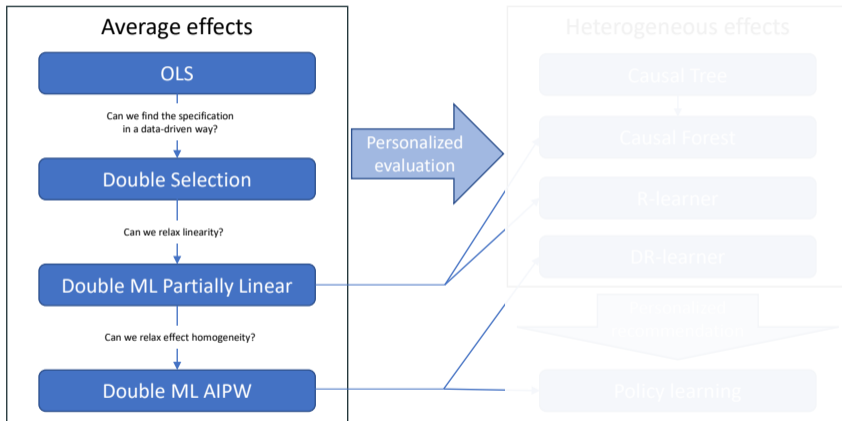 Average effects
OLS
Can we find the specification
in a data-driven way?
Double Selection
Can we relax linearity?
Double ML Partially Linear
Can we relax effect homogeneity?
Double ML AIPW
Personalized
evaluation
Heterogeneous effects
Causal Tree
Causal Forest
R-learner
DR-learner
Policy learning